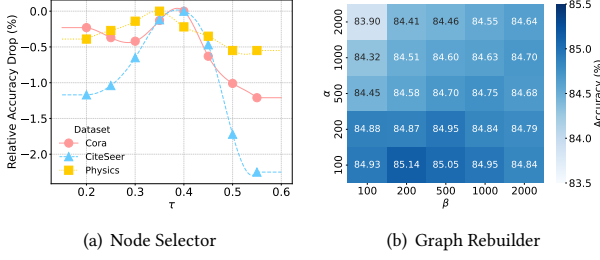 Relative Accuracy Drop (%)
0.0
−0.5
−1.0
−1.5
−2.0
Dataset
Cora
CiteSeer
Physics
0.2 0.3 0.4 0.5 0.6
τ
(a) Node Selector
α
2000 83.90 84.41 84.46 84.55 84.64
1000 84.32 84.51 84.60 84.63 84.70
500 84.45 84.58 84.70 84.75 84.68
200 84.88 84.87 84.95 84.84 84.79
100 84.93 85.14 85.05 84.95 84.84
100 200 500 1000 2000
β
85.5
85.0
84.5
84.0
83.5
Accuracy (%)
(b) Graph Rebuilder